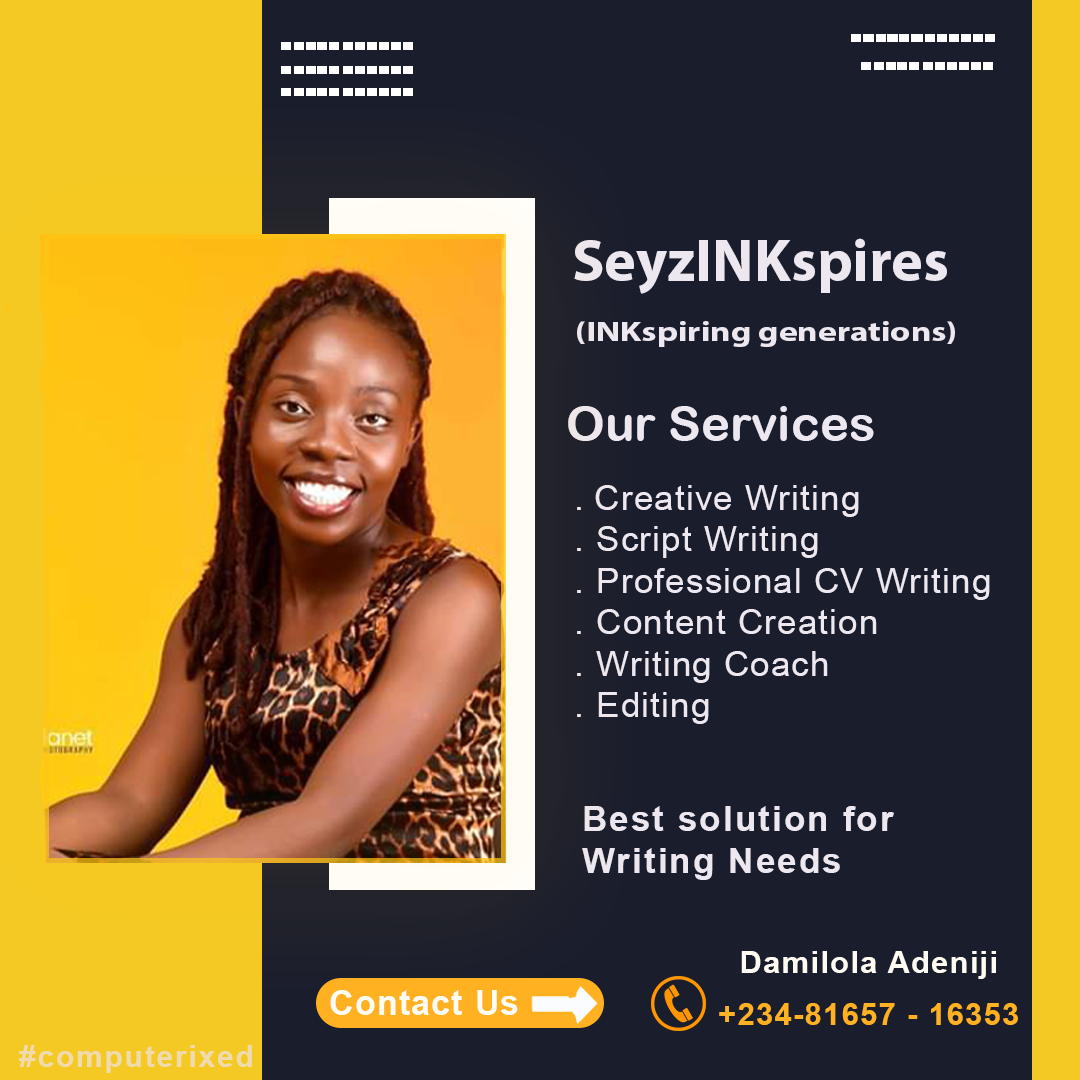 SeyzINKspires
(INKspiring generations)
Our Services
. Creative Writing
. Script Writing
. Professional CV Writing
. Content Creation
. Writing Coach
. Editing
Best solution for
Writing Needs
Damilola Adeniji
Contact Us
+234-81657 - 16353
#computerixed